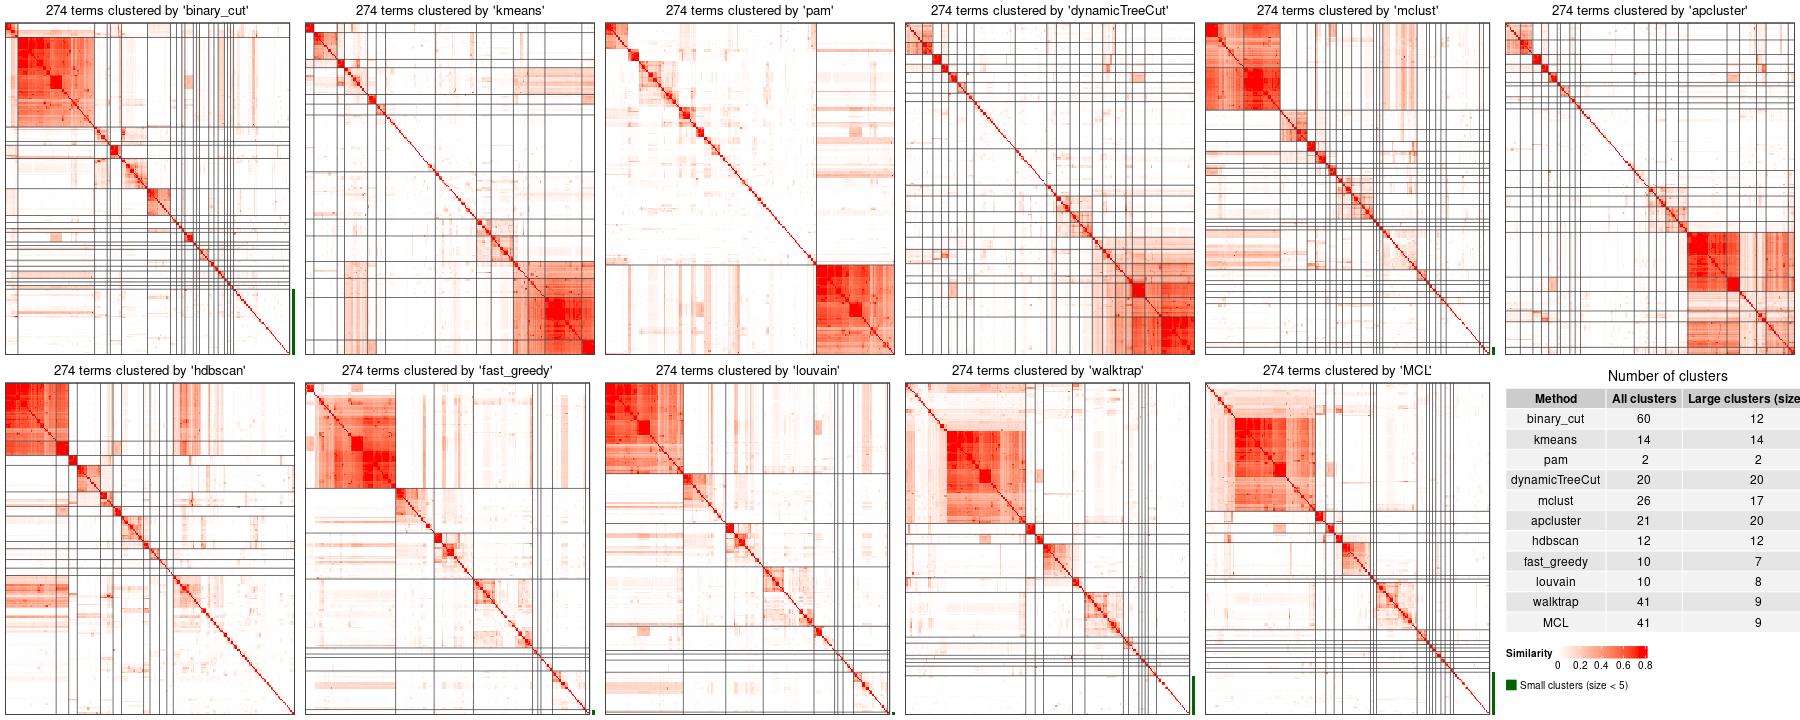 274 terms clustered by 'binary_cut'
274 terms clustered by 'kmeans'
274 terms clustered by 'pam'
274 terms clustered by 'dynamicTreeCut'
274 terms clustered by 'mclust'
274 terms clustered by 'apcluster'
274 terms clustered by 'hdbscan'
274 terms clustered by 'fast_greedy'
274 terms clustered by 'louvain'
274 terms clustered by 'walktrap'
274 terms clustered by 'MCL'
Number of clusters
Method All clusters Large clusters (size
binary_cut 60 12
kmeans 14 14
pam 2 2
dynamicTreeCut 20 20
mclust 26 17
apcluster 21 20
hdbscan 12 12
fast_greedy 10 7
louvain 10 8
walktrap 41 9
MCL 41 9
Similarity
0 0.2 0.4 0.6 0.8
Small clusters (size < 5)